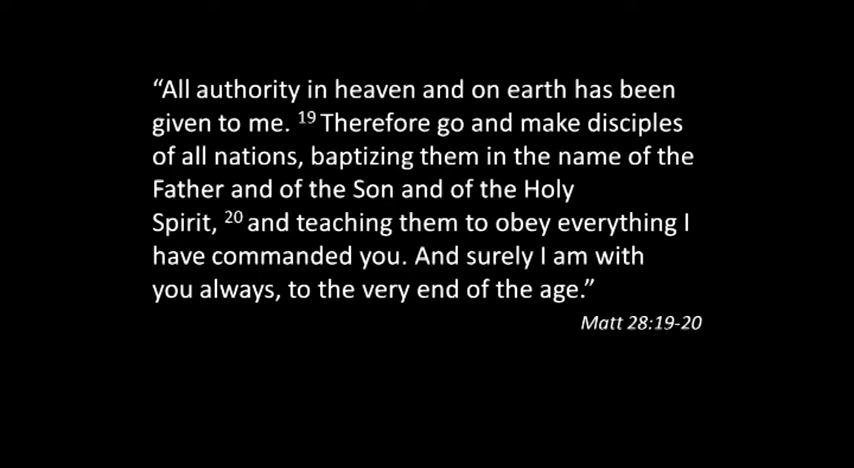 “All authority in heaven and on earth has been
given to me. 19 Therefore go and make disciples
of all nations, baptizing them in the name of the
Father and of the Son and of the Holy
Spirit, 20 and teaching them to obey everything I
have commanded you. And surely I am with
you always, to the very end of the age.”
Matt 28:19-20